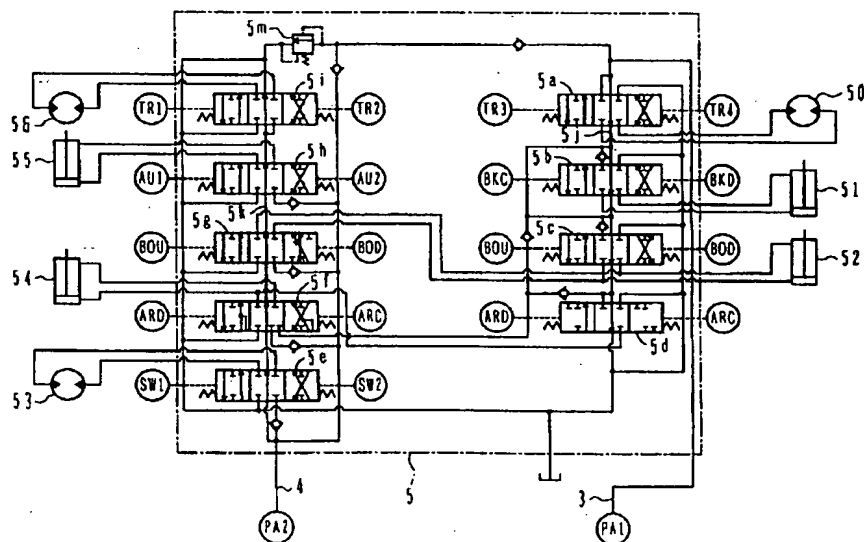 5m
5i
5a
50
TR1
TR2
TR3
TR4
56
5j
55
5h
5b
AU1
AU2
BKC
BKD
51
5k
5g
5c
BOU
BOD
BOU
BOD
52
54
5f
ARD
ARC
ARD
ARC
5d
5e
SW1
SW2
53
4
5
3
PA2
PA1